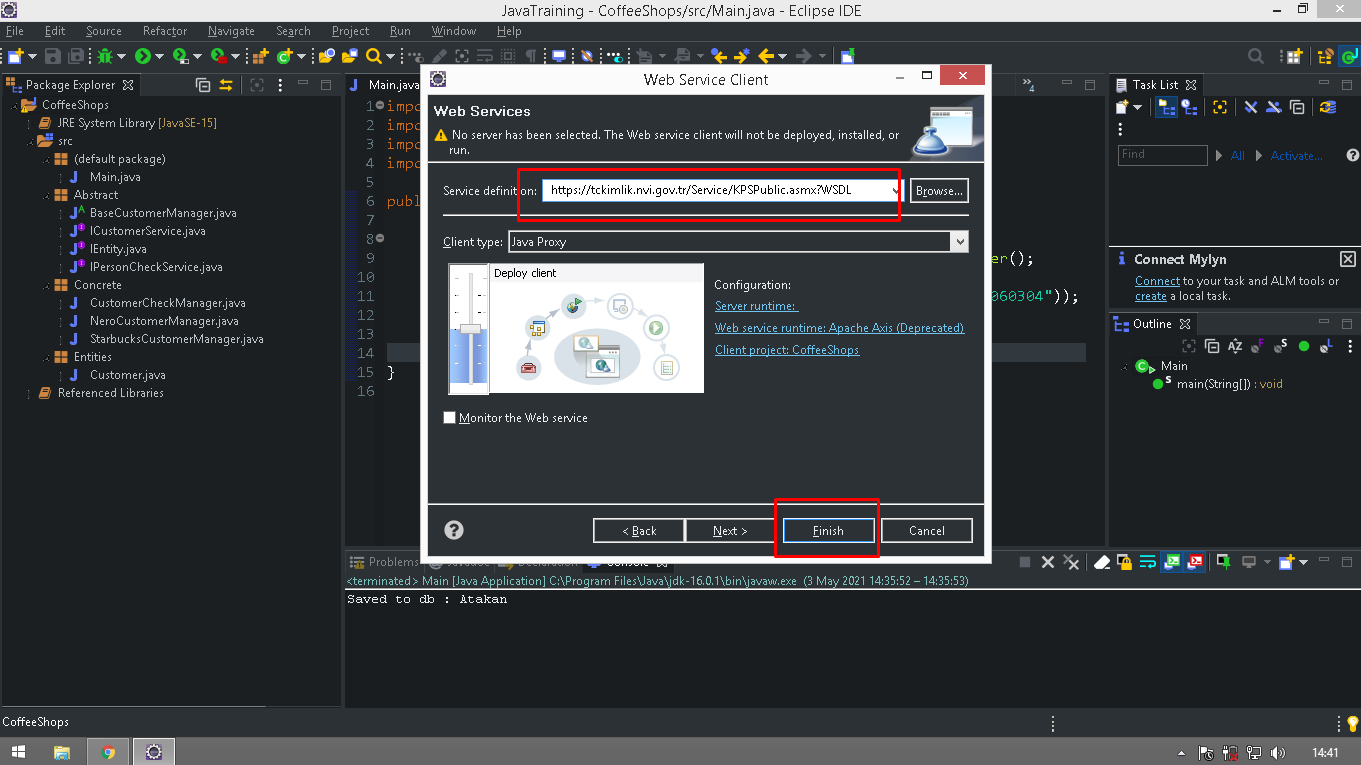 JavaTraining - CoffeeShops/src/Main.java - Eclipse IDE
File Edit Source Refactor Navigate Search Project Run Window Help
Package Explorer
CoffeeShops
JRE System Library [JavaSE-15]
src
(default package)
Main.java
Abstract
BaseCustomerManager.java
ICustomerService.java
IEntity.java
IPersonCheckService.java
Concrete
CustomerCheckManager.java
NeroCustomerManager.java
StarbucksCustomerManager.java
Entities
Customer.java
Referenced Libraries
Main.java
»4
1 impo
2 impo
3 impo
4 impo
5
6 publ
7
8
9 er();
10
11 060304"));
12
13
14
15 }
16
Web Service Client
Web Services
No server has been selected. The Web service client will not be deployed, installed, or
run.
Service definition: https://tckimlik.nvi.gov.tr/Service/KPSPublic.asmx?WSDL Browse...
Client type: Java Proxy
Deploy client
Configuration:
Server runtime:
Web service runtime: Apache Axis (Deprecated)
Client project: CoffeeShops
Monitor the Web service
< Back Next > Finish Cancel
Task List
Find All Activate...
Connect Mylyn
Connect to your task and ALM tools or
create a local task.
Outline
Main
main(String[]) : void
Problems Declaration Console
<terminated> Main [Java Application] C:\Program Files\Java\jdk-16.0.1\bin\javaw.exe (3 May 2021 14:35:52 – 14:35:53)
Saved to db : Atakan
CoffeeShops
14:41